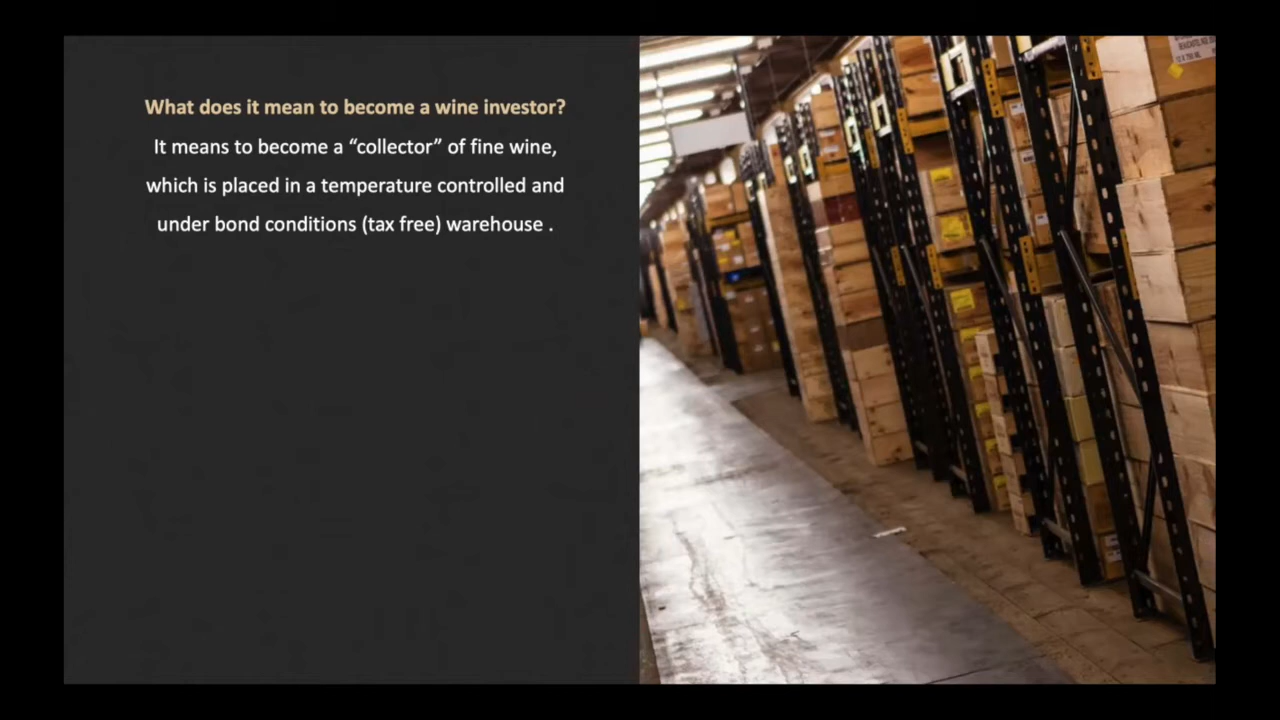 What does it mean to become a wine investor?
It means to become a “collector” of fine wine,
which is placed in a temperature controlled and
under bond conditions (tax free) warehouse .